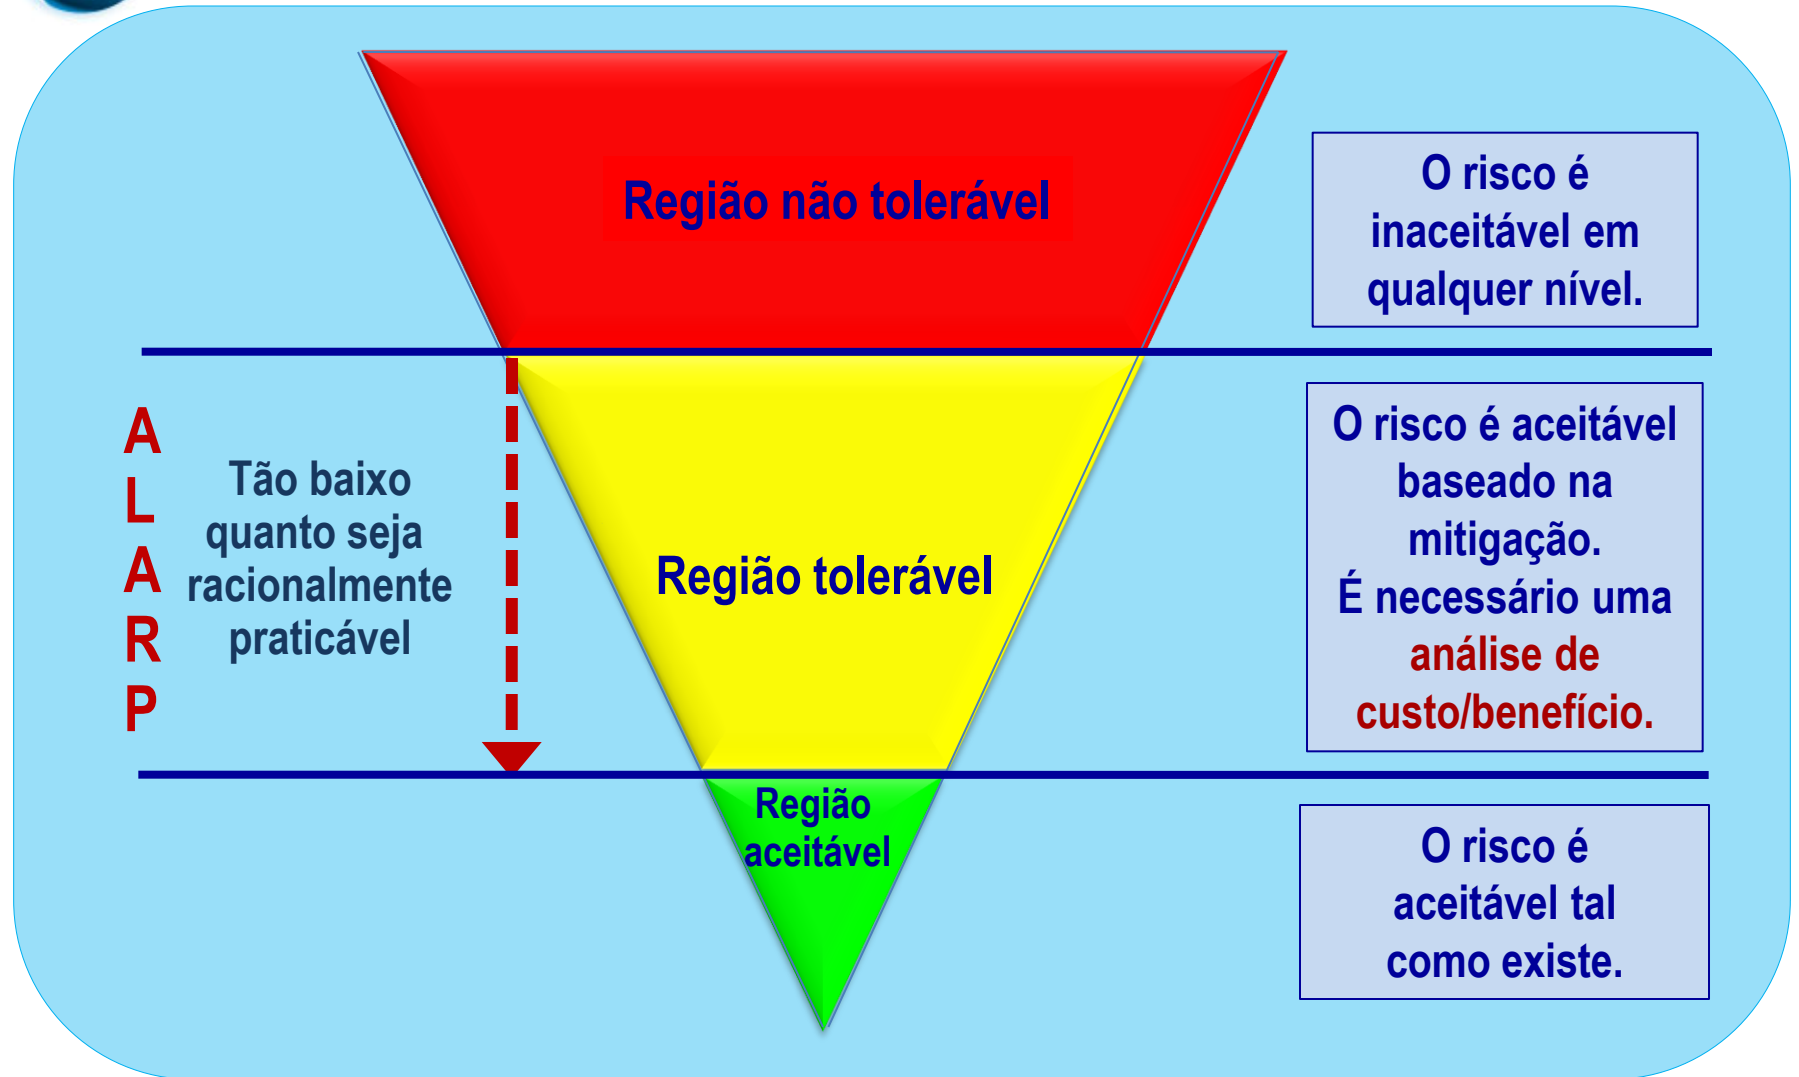 Região não tolerável
O risco é
inaceitável em
qualquer nível.
A
L
A
R
P
Tão baixo
quanto seja
racionalmente
praticável
Região tolerável
O risco é aceitável
baseado na
mitigação.
É necessário uma
análise de
custo/benefício.
Região
aceitável
O risco é
aceitável tal
como existe.